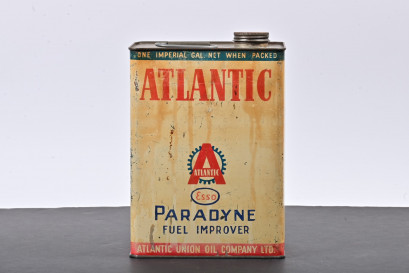 ONE IMPERIAL GAL NET WHEN PACKED
ATLANTIC
A
ATLANTIC
Esso
PARADYNE
FUEL IMPROVER
ATLANTIC UNION OIL COMPANY LTD.